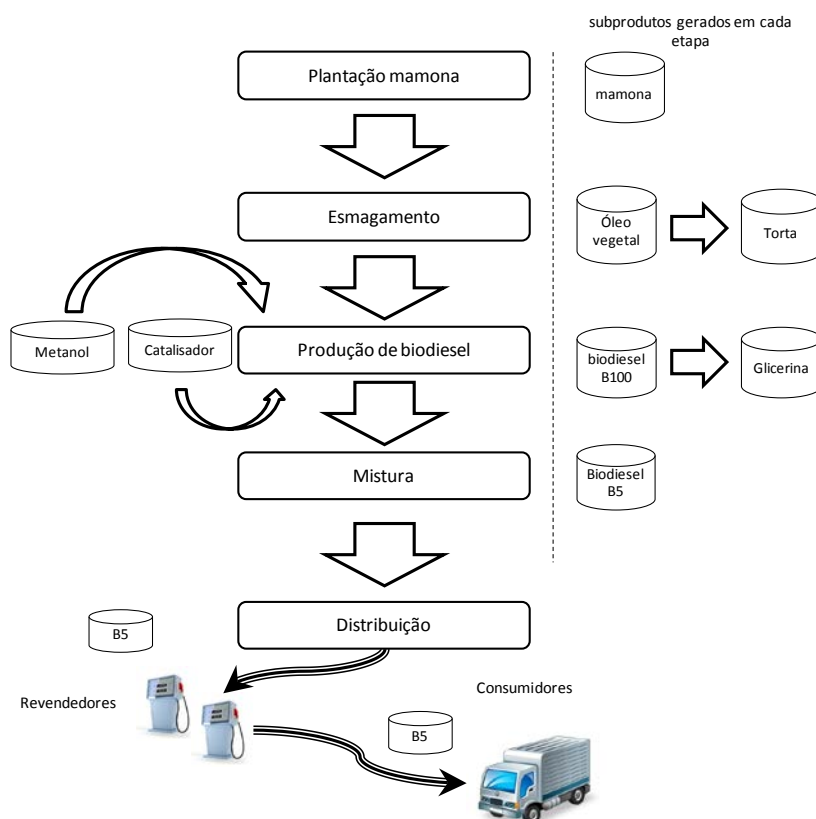 subprodutos gerados em cada
etapa
Plantação mamona
mamona
Esmagamento
Óleo
vegetal
Torta
Metanol
Catalisador
Produção de biodiesel
biodiesel
B100
Glicerina
Mistura
Biodiesel
B5
Distribuição
B5
Revendedores
Consumidores
B5